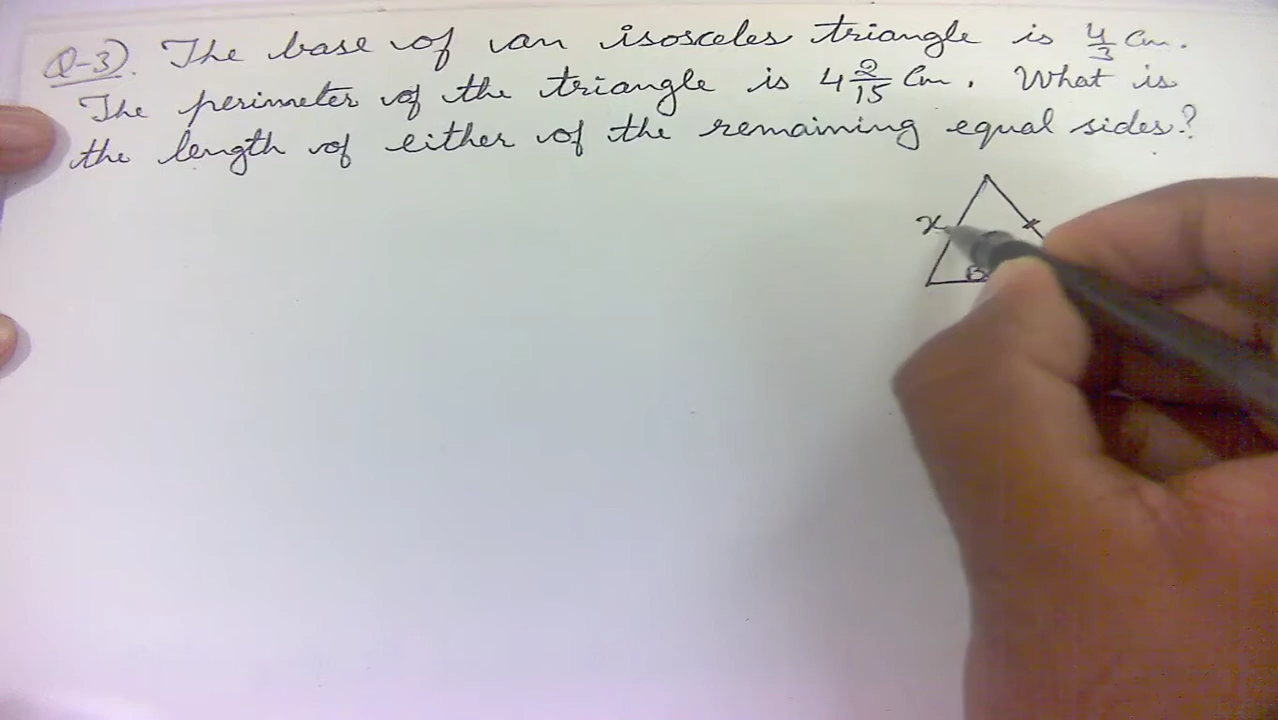 Q-3). The base of an isosceles triangle is 4/3 Cm.
The perimeter of the triangle is 4 2/15 Cm. What is
the length of either of the remaining equal sides?
x